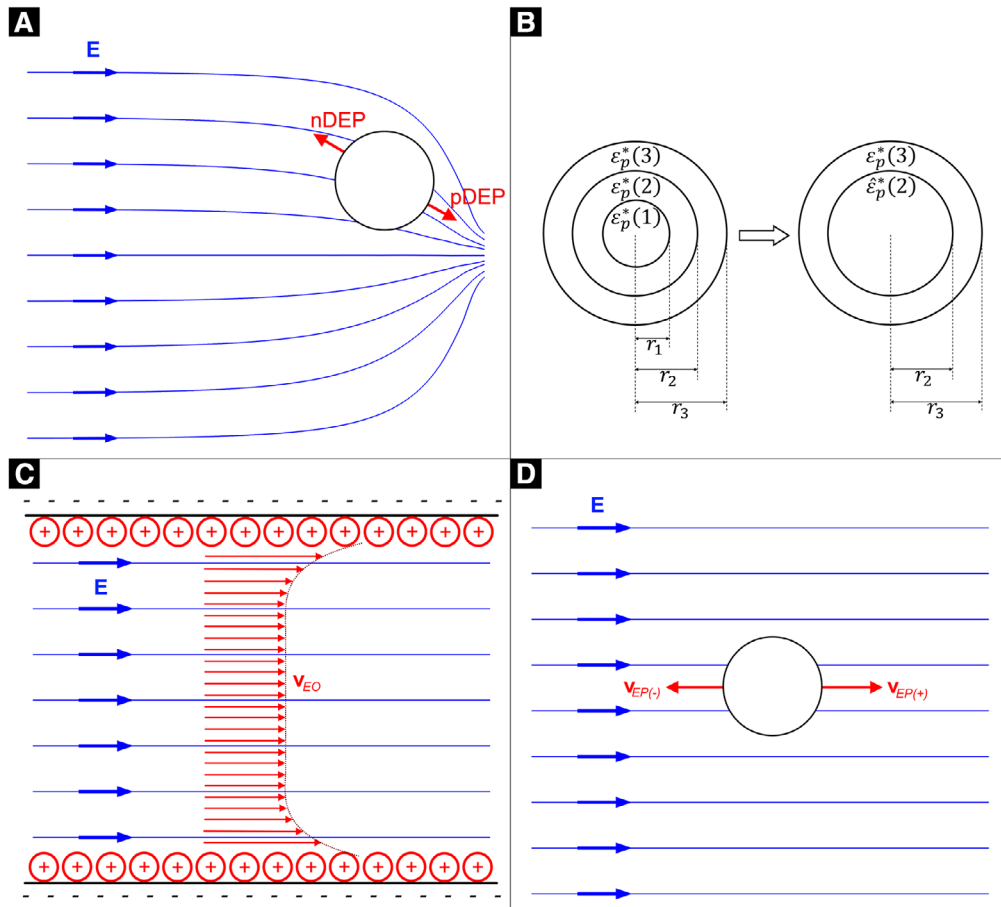 A
E
nDEP
pDEP
B
ε*p(3)
ε*p(2)
ε*p(1)
r1
r2
r3
ε*p(3)
ε̂*p(2)
r2
r3
C
- - - - - - - - - - - - - - -
+ + + + + + + + + + + + + +
E
vEO
+ + + + + + + + + + + + + +
- - - - - - - - - - - - - - -
D
E
vEP(-)
vEP(+)